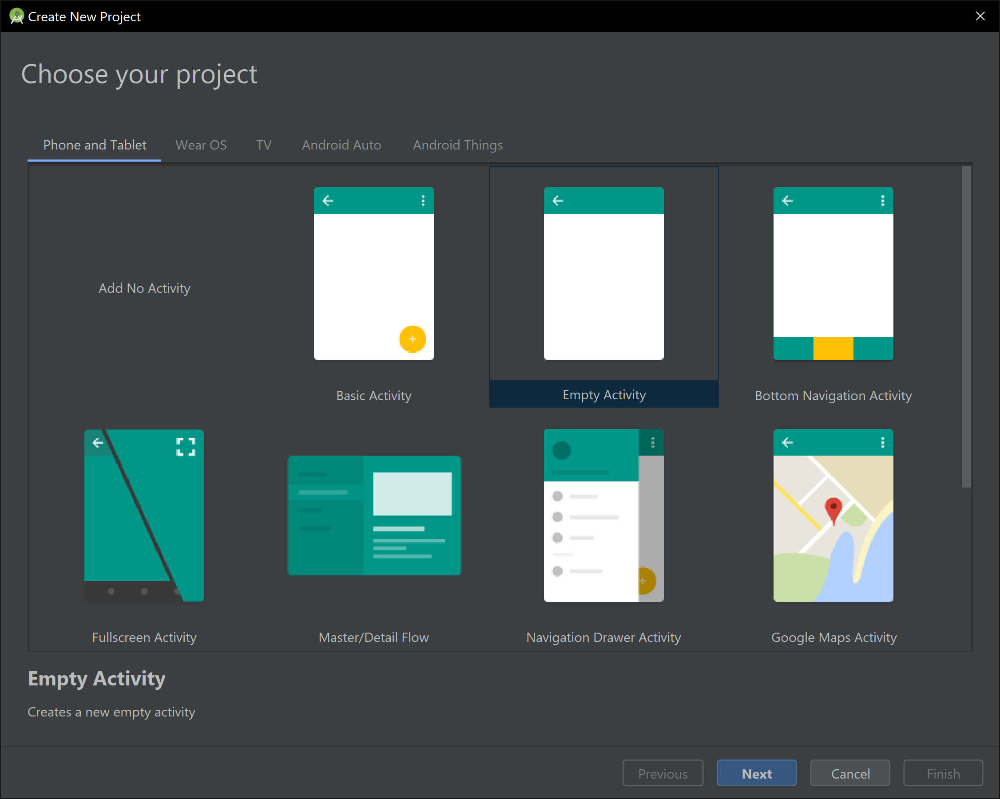 Create New Project
Choose your project
Phone and Tablet Wear OS TV Android Auto Android Things
Add No Activity
Basic Activity Empty Activity Bottom Navigation Activity
Fullscreen Activity Master/Detail Flow Navigation Drawer Activity Google Maps Activity
Empty Activity
Creates a new empty activity
Previous Next Cancel Finish